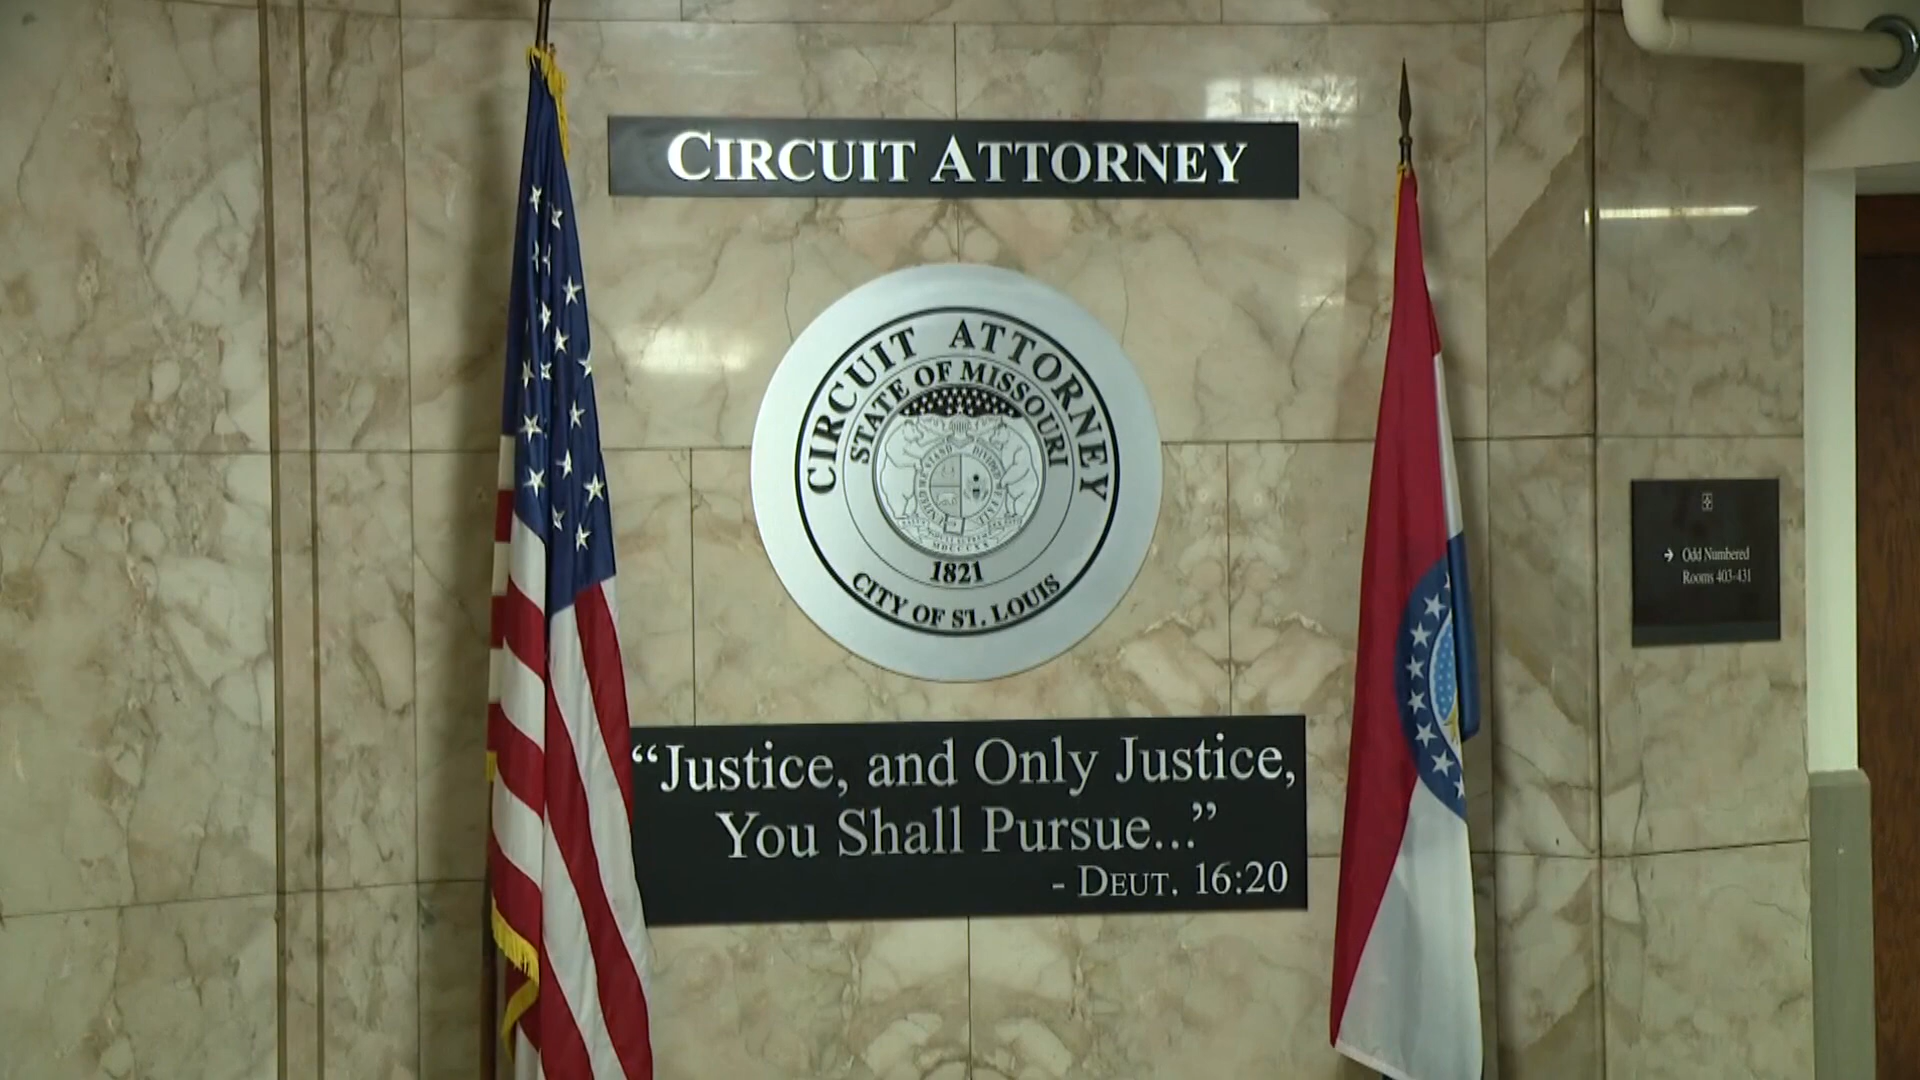 CIRCUIT ATTORNEY
CIRCUIT ATTORNEY
STATE OF MISSOURI
1821
CITY OF ST. LOUIS
“Justice, and Only Justice,
You Shall Pursue...”
- DEUT. 16:20
→ Odd Numbered
Rooms 403-431